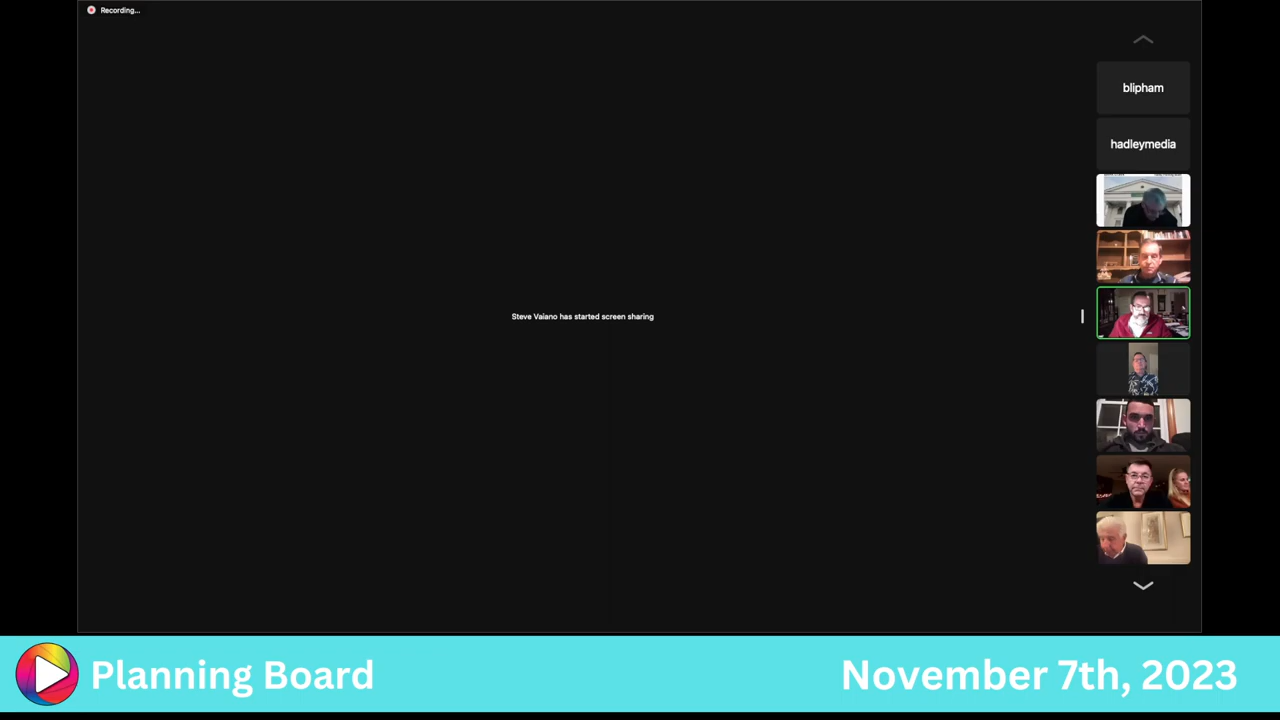 Recording...
blipham
hadleymedia
Steve Vaiano has started screen sharing
Planning Board
November 7th, 2023